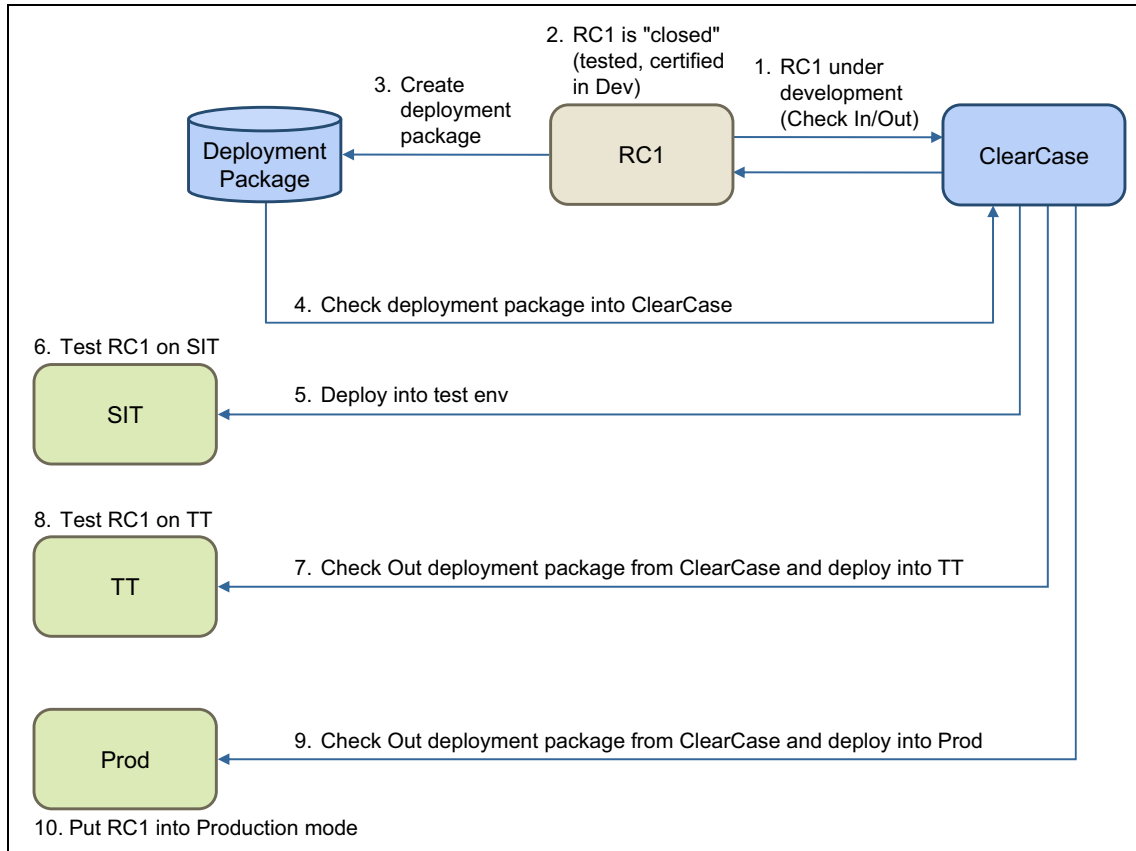 2. RC1 is "closed"
(tested, certified
in Dev)
1. RC1 under
development
(Check In/Out)
3. Create
deployment
package
Deployment
Package
RC1
ClearCase
4. Check deployment package into ClearCase
6. Test RC1 on SIT
SIT
5. Deploy into test env
8. Test RC1 on TT
TT
7. Check Out deployment package from ClearCase and deploy into TT
Prod
9. Check Out deployment package from ClearCase and deploy into Prod
10. Put RC1 into Production mode